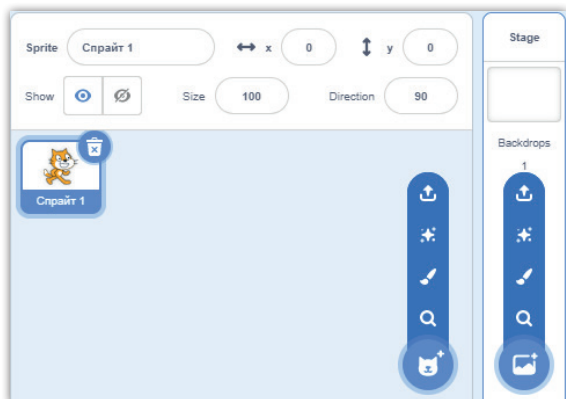 Sprite Спрайт 1 x 0 y 0
Show Size 100 Direction 90
Спрайт 1
Stage
Backdrops
1